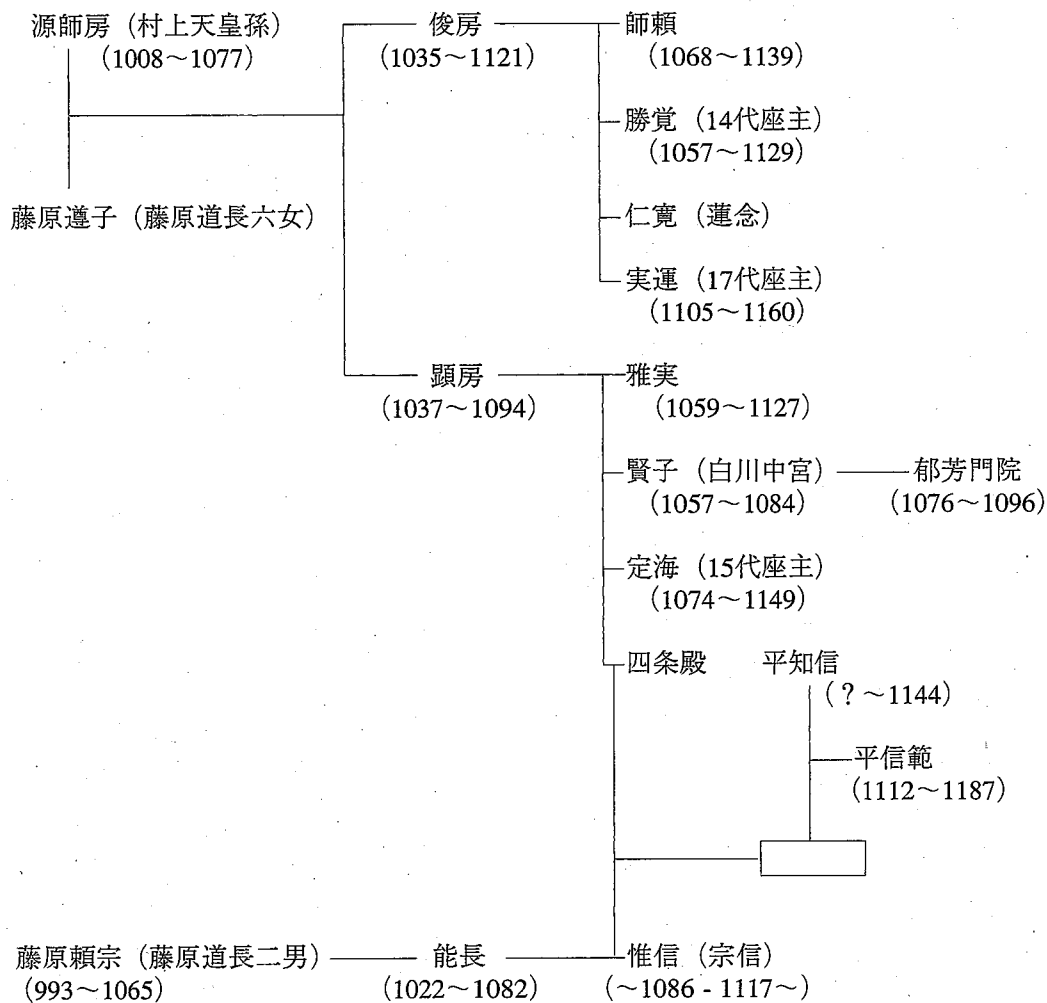 源師房（村上天皇孫）
（1008～1077）
俊房
（1035～1121）
師頼
（1068～1139）
勝覚（14代座主）
（1057～1129）
藤原遵子（藤原道長六女）
仁寛（蓮念）
実運（17代座主）
（1105～1160）
顕房
（1037～1094）
雅実
（1059～1127）
賢子（白川中宮）
（1057～1084）
郁芳門院
（1076～1096）
定海（15代座主）
（1074～1149）
四条殿
平知信
（？～1144）
平信範
（1112～1187）
藤原頼宗（藤原道長二男）
（993～1065）
能長
（1022～1082）
惟信（宗信）
（～1086 - 1117～）